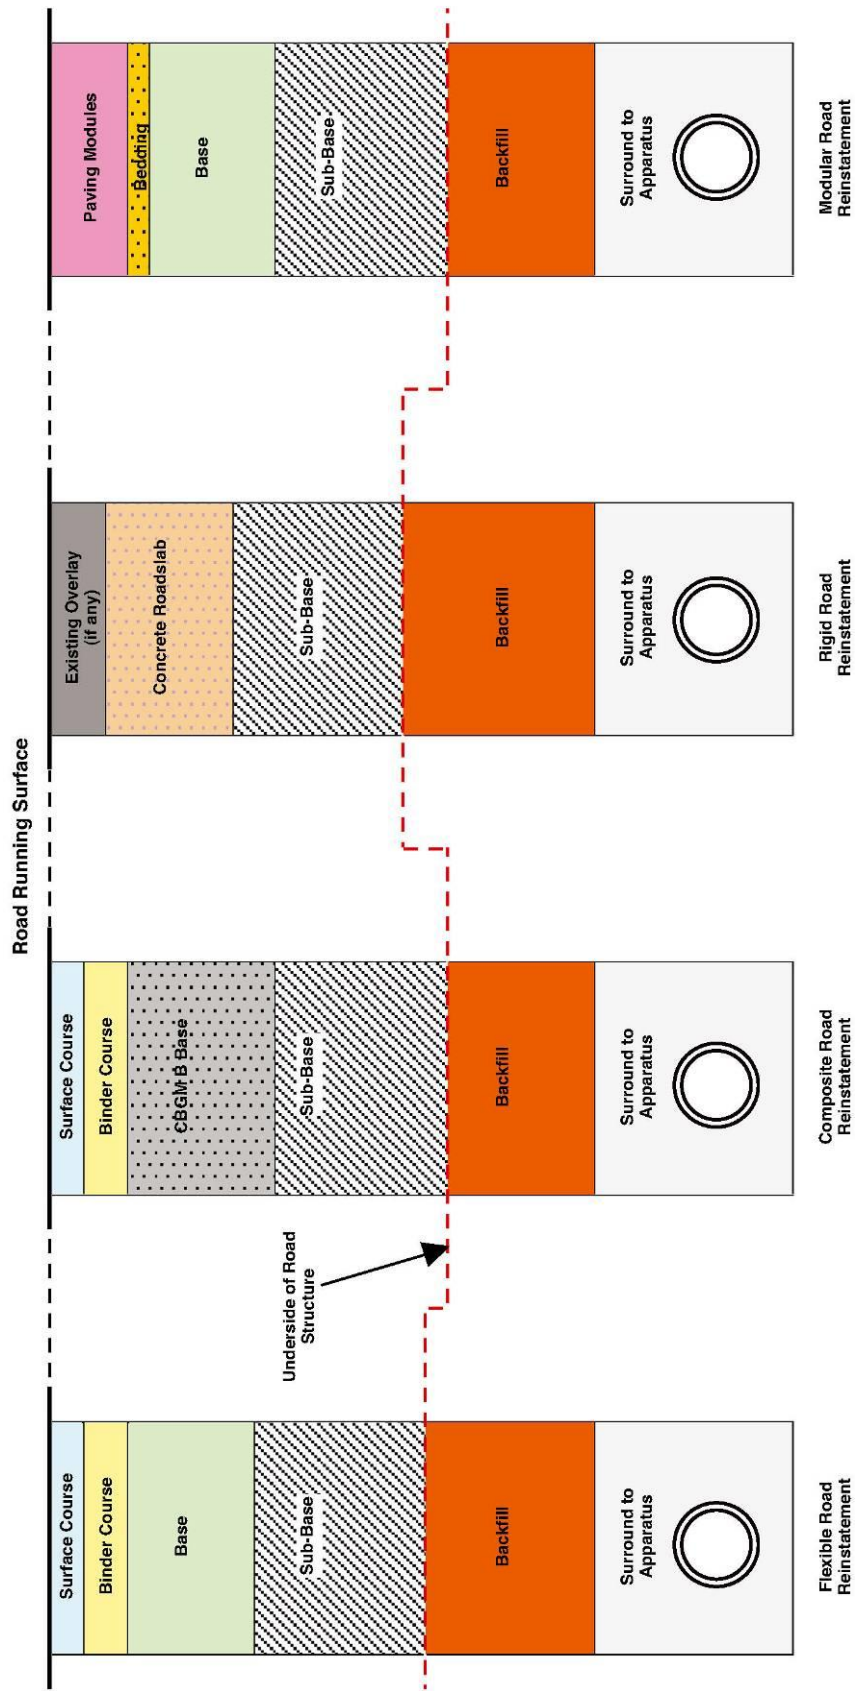 Road Running Surface
Surface Course
Binder Course
Base
Sub-Base
Backfill
Surround to
Apparatus
Flexible Road
Reinstatement
Underside of Road
Structure
Surface Course
Binder Course
CBGM B Base
Sub-Base
Backfill
Surround to
Apparatus
Composite Road
Reinstatement
Existing Overlay
(if any)
Concrete Roadslab
Sub-Base
Backfill
Surround to
Apparatus
Rigid Road
Reinstatement
Paving Modules
Bedding
Base
Sub-Base
Backfill
Surround to
Apparatus
Modular Road
Reinstatement